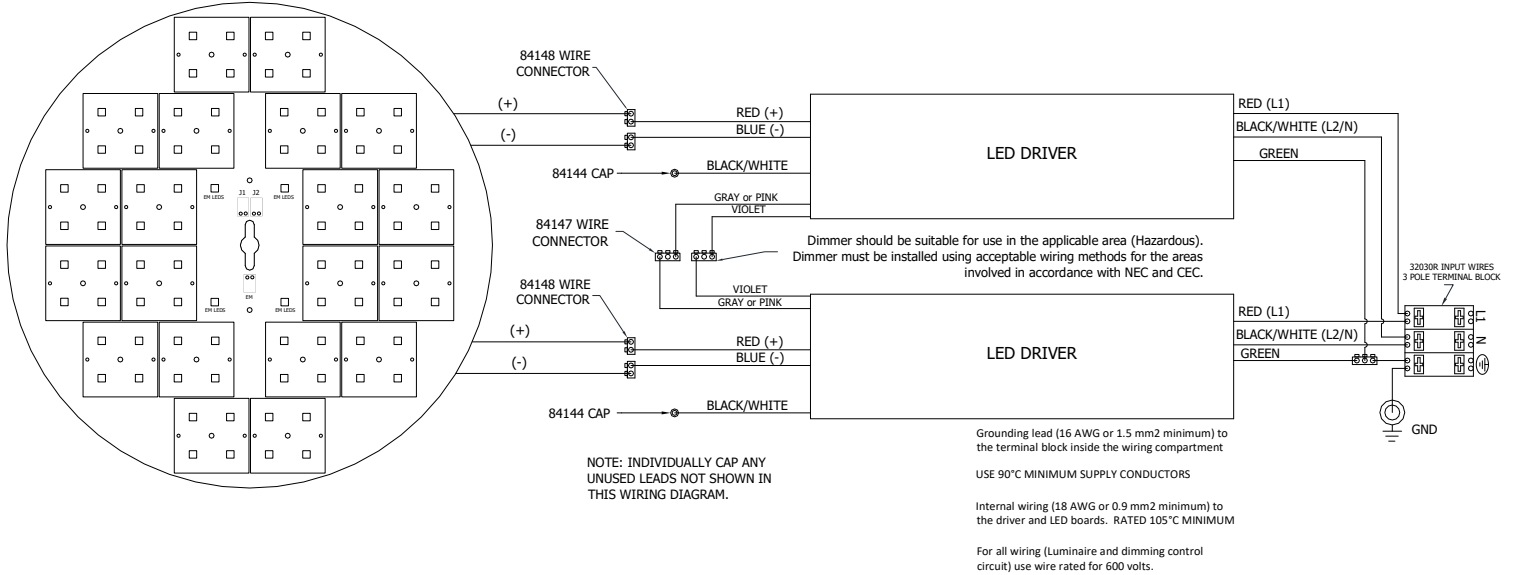 84148 WIRE
CONNECTOR
(+)
(-)
RED (+)
BLUE (-)
84144 CAP
BLACK/WHITE
GRAY or PINK
VIOLET
LED DRIVER
RED (L1)
BLACK/WHITE (L2/N)
GREEN
EM LEDS
J1 J2
EM LEDS
84147 WIRE
CONNECTOR
Dimmer should be suitable for use in the applicable area (Hazardous).
Dimmer must be installed using acceptable wiring methods for the areas
involved in accordance with NEC and CEC.
EM LEDS
EM
EM LEDS
84148 WIRE
CONNECTOR
VIOLET
GRAY or PINK
(+)
(-)
RED (+)
BLUE (-)
84144 CAP
BLACK/WHITE
LED DRIVER
RED (L1)
BLACK/WHITE (L2/N)
GREEN
32030R INPUT WIRES
3 POLE TERMINAL BLOCK
L1
N
GND
NOTE: INDIVIDUALLY CAP ANY
UNUSED LEADS NOT SHOWN IN
THIS WIRING DIAGRAM.
Grounding lead (16 AWG or 1.5 mm2 minimum) to
the terminal block inside the wiring compartment
USE 90°C MINIMUM SUPPLY CONDUCTORS
Internal wiring (18 AWG or 0.9 mm2 minimum) to
the driver and LED boards. RATED 105°C MINIMUM
For all wiring (Luminaire and dimming control
circuit) use wire rated for 600 volts.